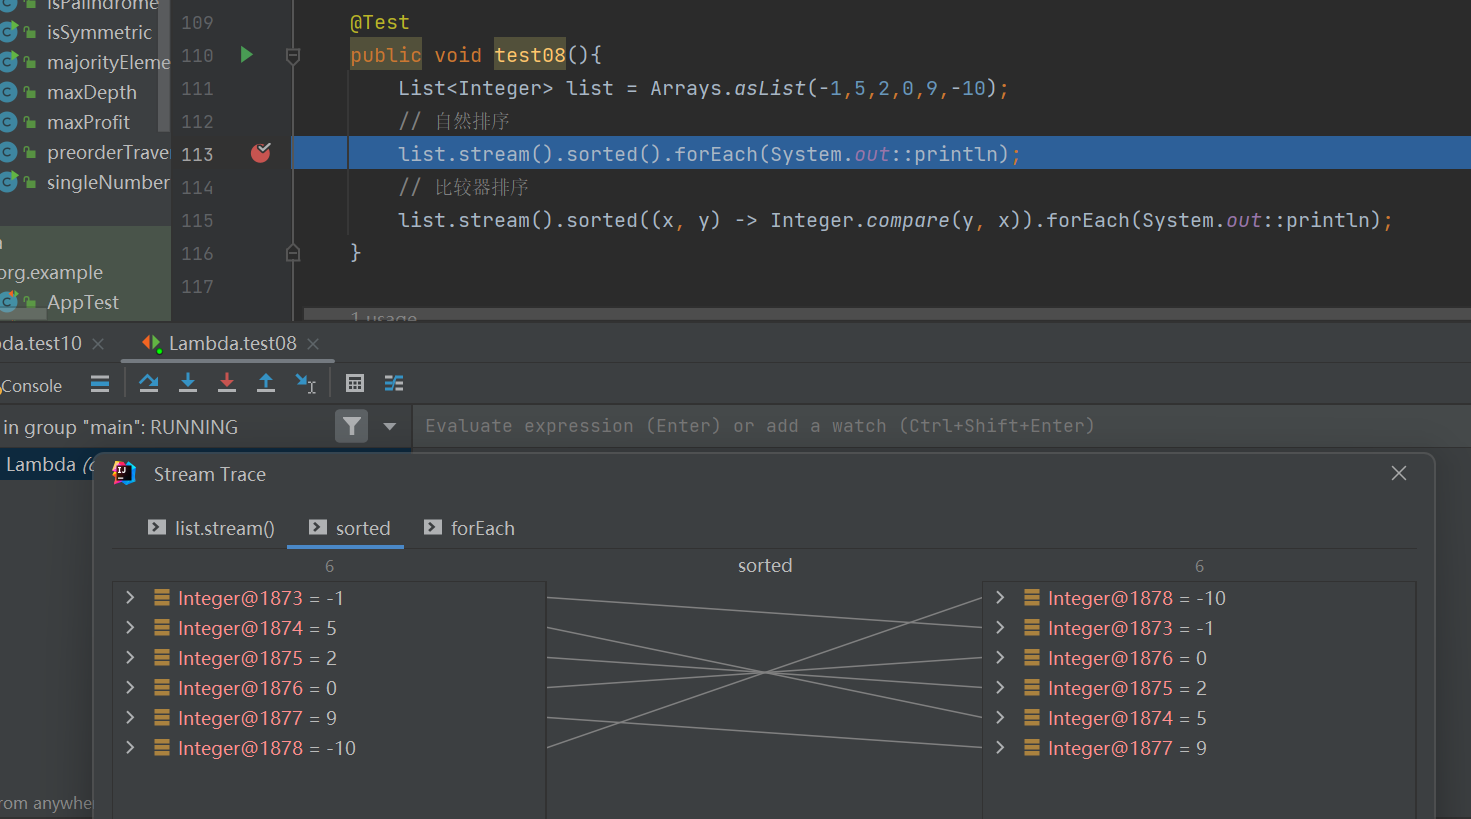 isPalindrome
isSymmetric
majorityEleme
maxDepth
maxProfit
preorderTraver
singleNumber
org.example
AppTest
109 @Test
110 public void test08(){
111 List<Integer> list = Arrays.asList(-1,5,2,0,9,-10);
112 // 自然排序
113 list.stream().sorted().forEach(System.out::println);
114 // 比较器排序
115 list.stream().sorted((x, y) -> Integer.compare(y, x)).forEach(System.out::println);
116 }
117
1 usage
da.test10 Lambda.test08
Console
in group "main": RUNNING Evaluate expression (Enter) or add a watch (Ctrl+Shift+Enter)
Lambda
Stream Trace
list.stream() sorted forEach
6 sorted 6
Integer@1873 = -1 Integer@1878 = -10
Integer@1874 = 5 Integer@1873 = -1
Integer@1875 = 2 Integer@1876 = 0
Integer@1876 = 0 Integer@1875 = 2
Integer@1877 = 9 Integer@1874 = 5
Integer@1878 = -10 Integer@1877 = 9
rom anywhe